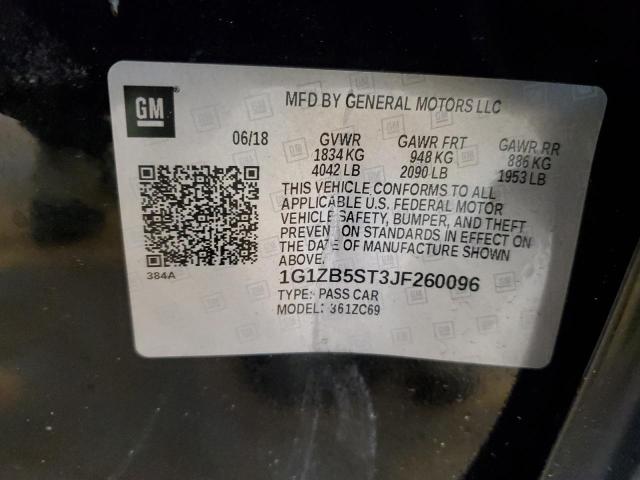 GM
MFD BY GENERAL MOTORS LLC
06/18 GVWR GAWR FRT GAWR RR
1834 KG 948 KG 886 KG
4042 LB 2090 LB 1953 LB
THIS VEHICLE CONFORMS TO ALL
APPLICABLE U.S. FEDERAL MOTOR
VEHICLE SAFETY, BUMPER, AND THEFT
PREVENTION STANDARDS IN EFFECT ON
THE DATE OF MANUFACTURE SHOWN
ABOVE.
384A
1G1ZB5ST3JF260096
TYPE: PASS CAR
MODEL: 361ZC69